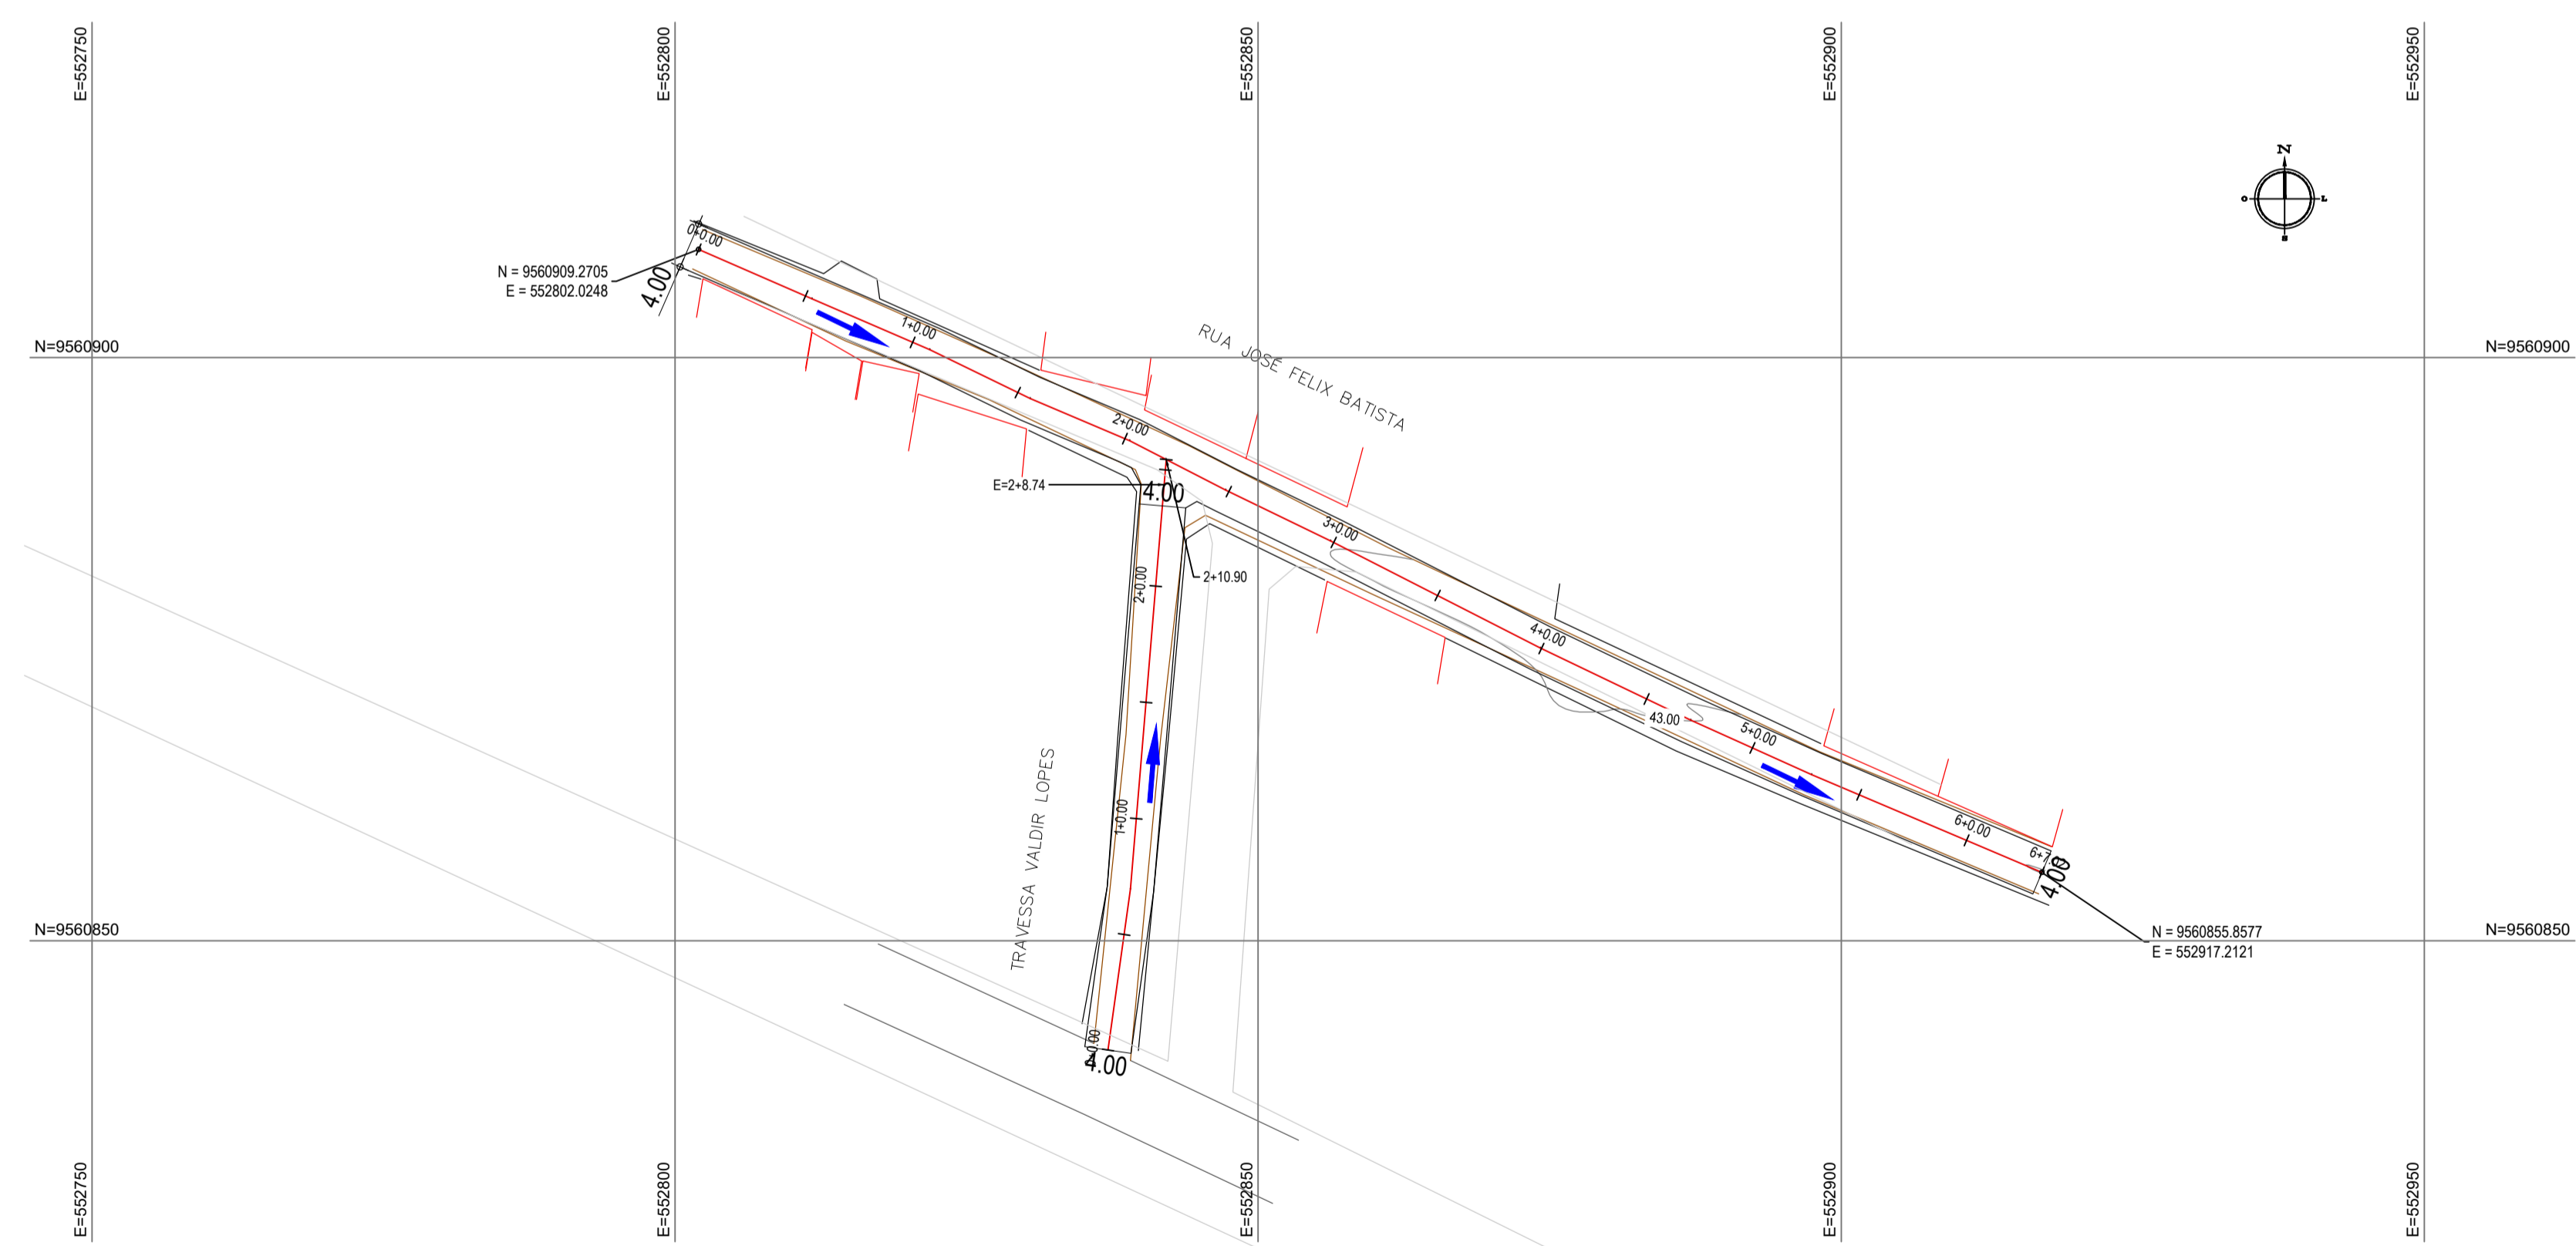 E=552750
E=552800
E=552850
E=552900
E=552950
N
O
L
S
0+0.00
N = 9560909.2705
E = 552802.0248
4.00
1+0.00
RUA JOSÉ FELIX BATISTA
N=9560900
N=9560900
2+0.00
E=2+8.74
4.00
3+0.00
2+10.90
2+0.00
4+0.00
43.00
5+0.00
TRAVESSA VALDIR LOPES
1+0.00
6+0.00
4.00
N=9560850
N = 9560855.8577
E = 552917.2121
N=9560850
0+0.00
4.00
E=552750
E=552800
E=552850
E=552900
E=552950